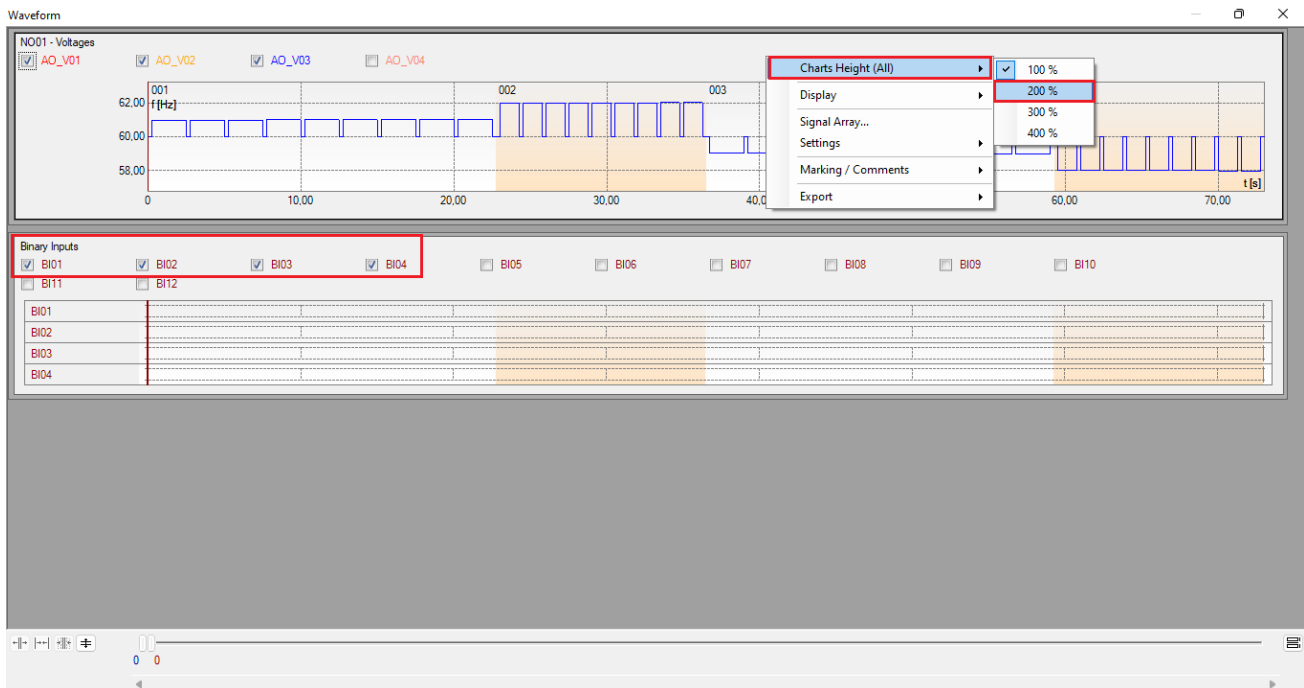 Waveform
NO01 - Voltages
AO_V01 AO_V02 AO_V03 AO_V04
Charts Height (All) 100 %
200 %
300 %
400 %
Display
Signal Array...
Settings
Marking / Comments
Export
001 002 003
f [Hz]
62,00
60,00
58,00
t [s]
0 10,00 20,00 30,00 40,0 60,00 70,00
Binary Inputs
BI01 BI02 BI03 BI04 BI05 BI06 BI07 BI08 BI09 BI10
BI11 BI12
BI01
BI02
BI03
BI04
0 0